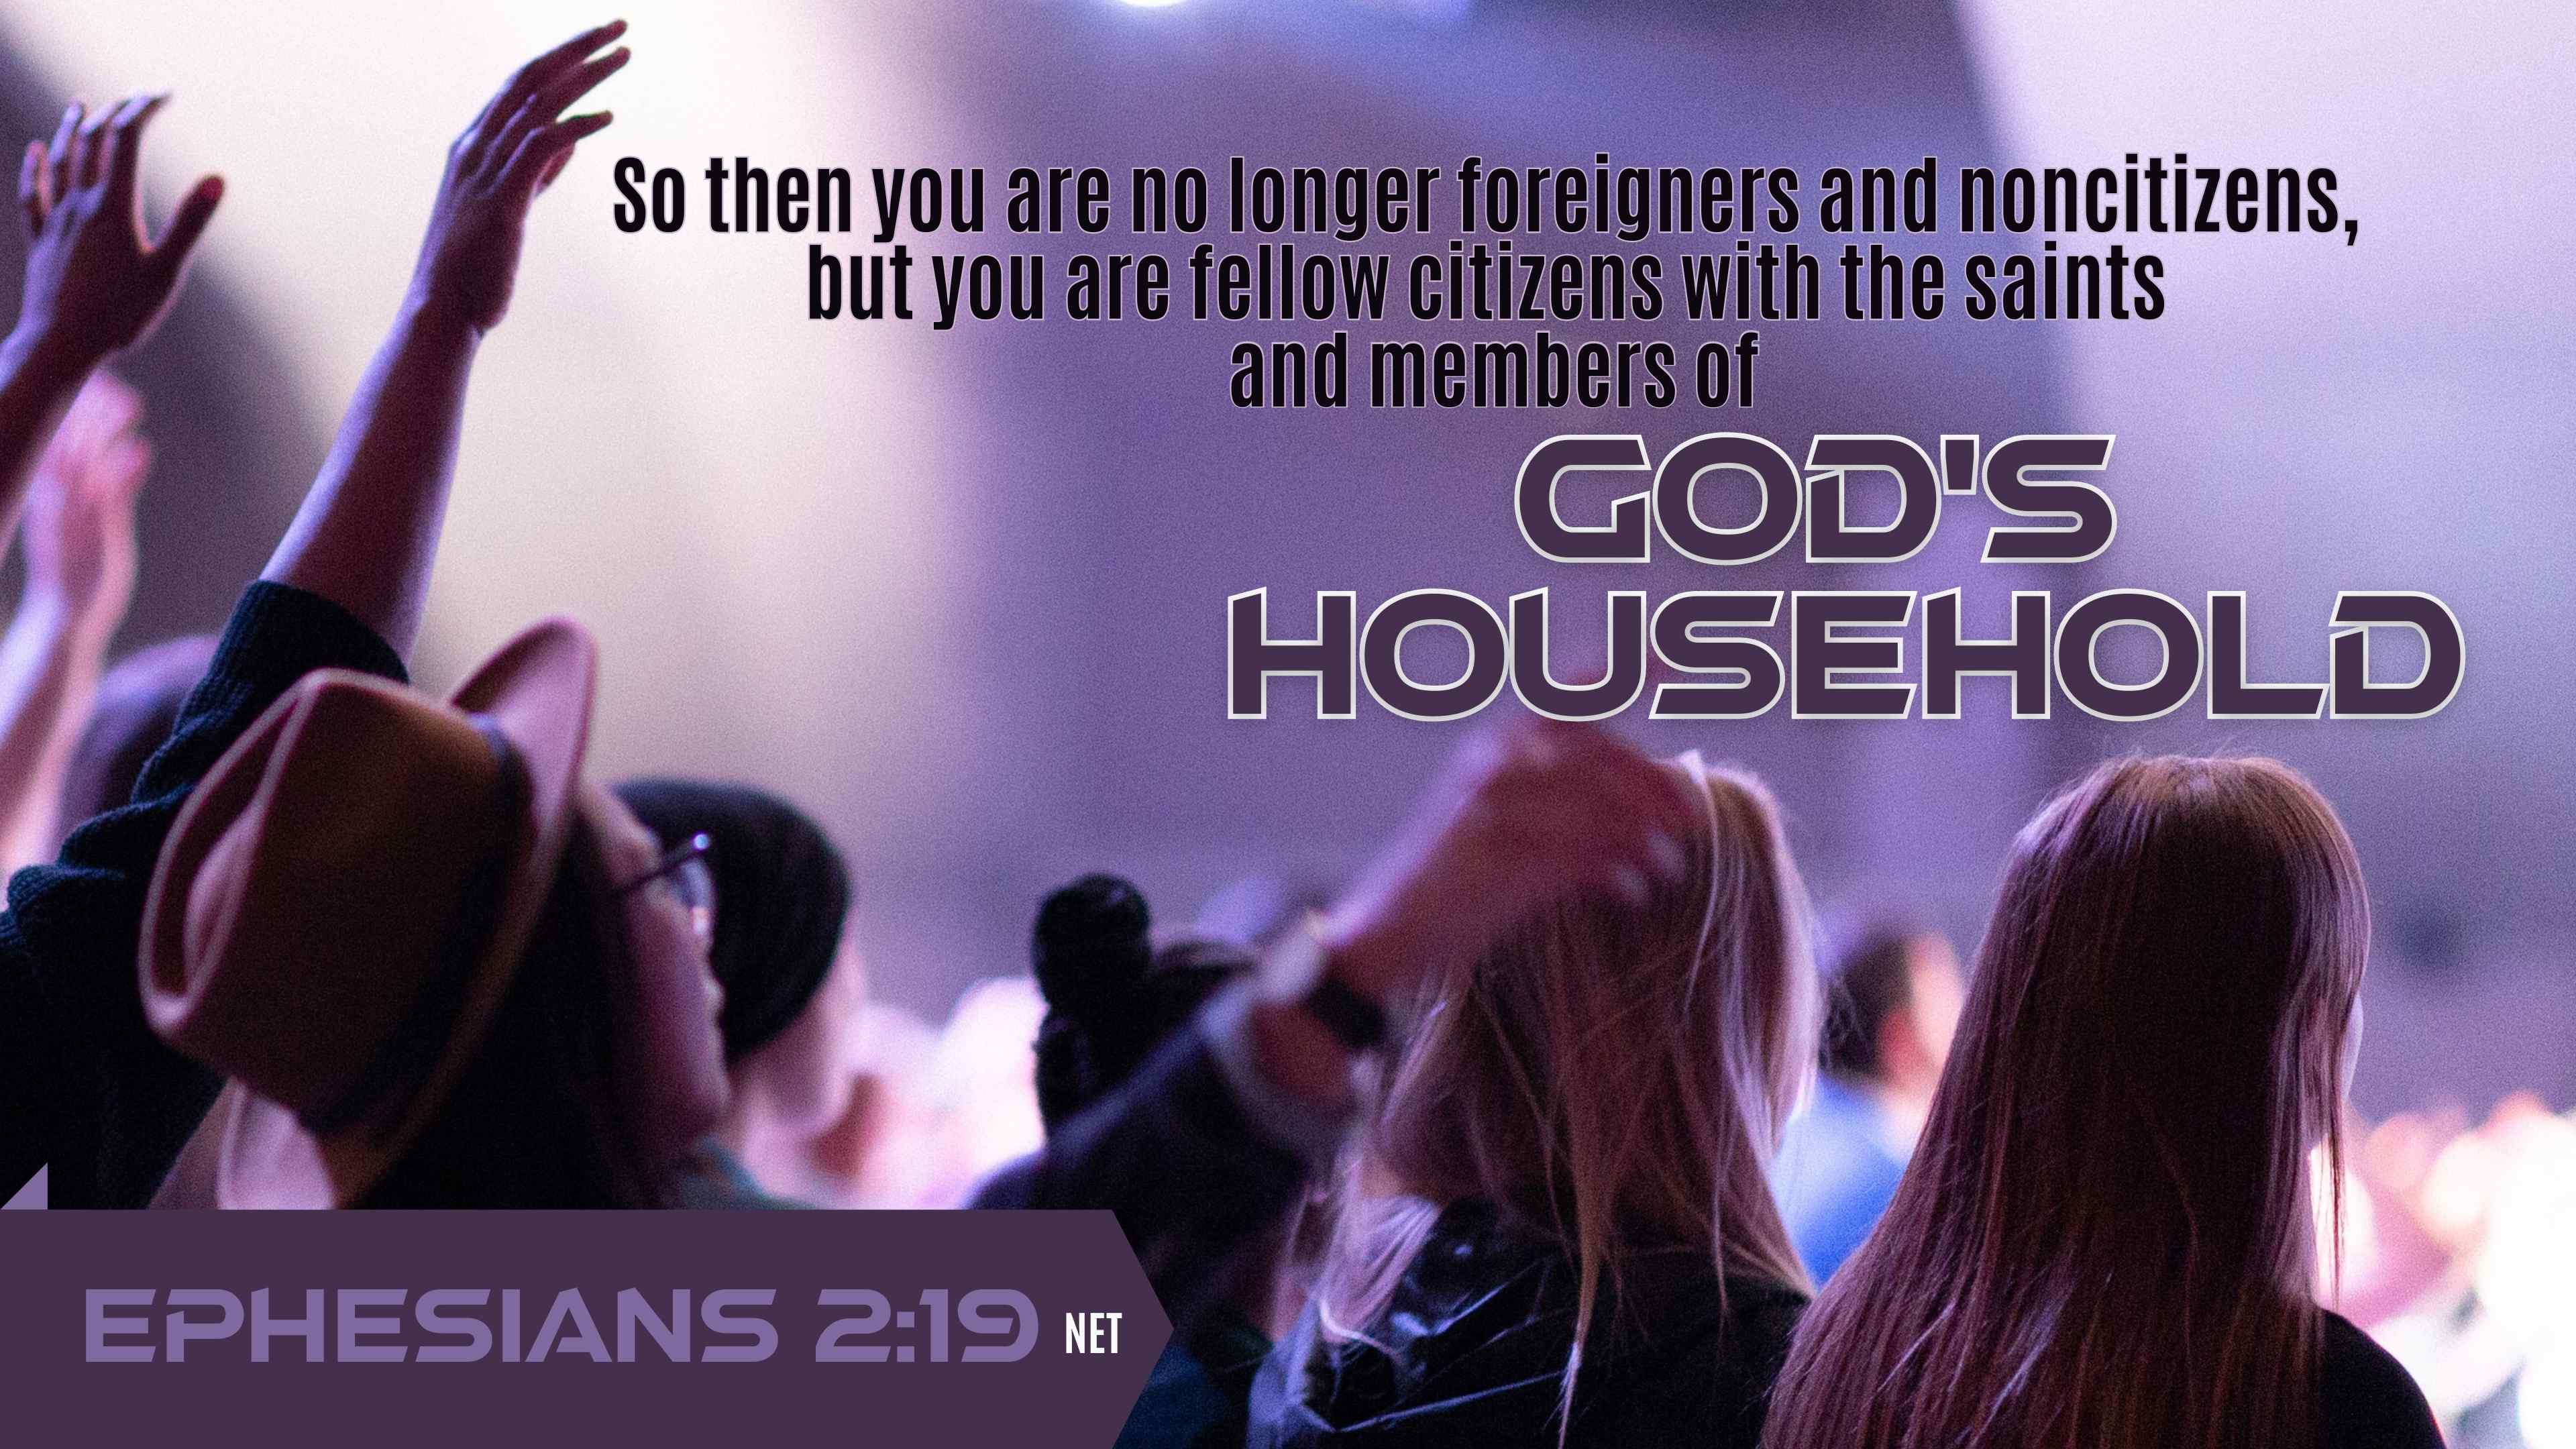 So then you are no longer foreigners and noncitizens,
but you are fellow citizens with the saints
and members of
GOD'S
HOUSEHOLD
EPHESIANS 2:19 NET